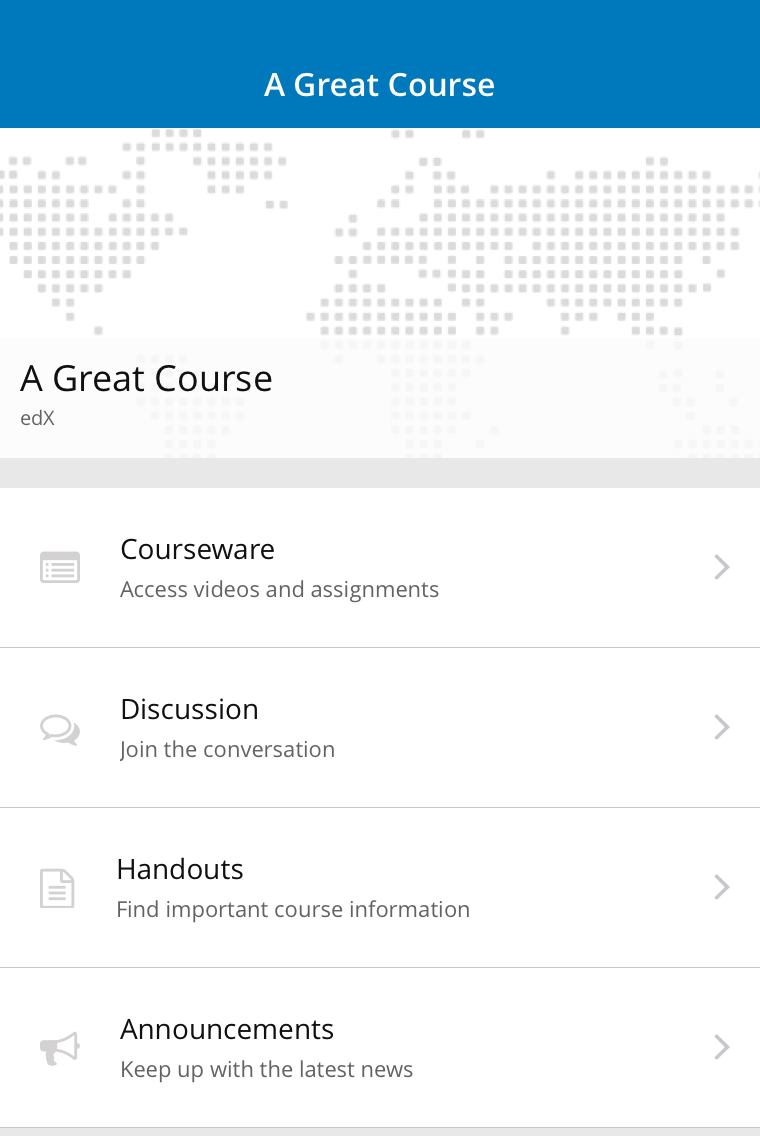 A Great Course
A Great Course
edX
Courseware
Access videos and assignments
Discussion
Join the conversation
Handouts
Find important course information
Announcements
Keep up with the latest news